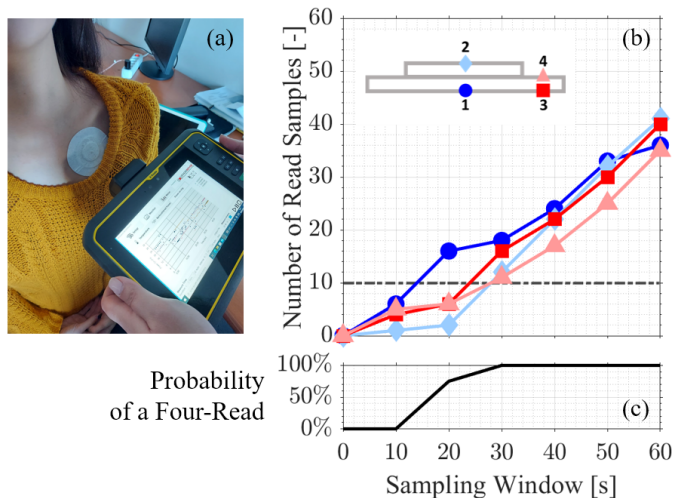 (a)
(b)
Number of Read Samples [-]
60
50
40
30
20
10
0
2
4
1
3
Probability
of a Four-Read
100%
50%
0%
(c)
0 10 20 30 40 50 60
Sampling Window [s]